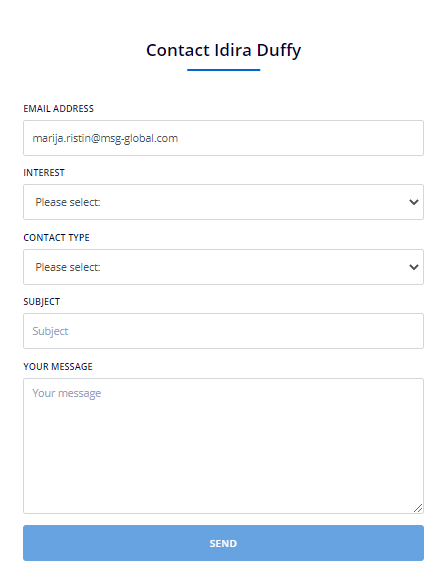 Contact Idira Duffy
EMAIL ADDRESS
marija.ristin@msg-global.com
INTEREST
Please select:
CONTACT TYPE
Please select:
SUBJECT
Subject
YOUR MESSAGE
Your message
SEND